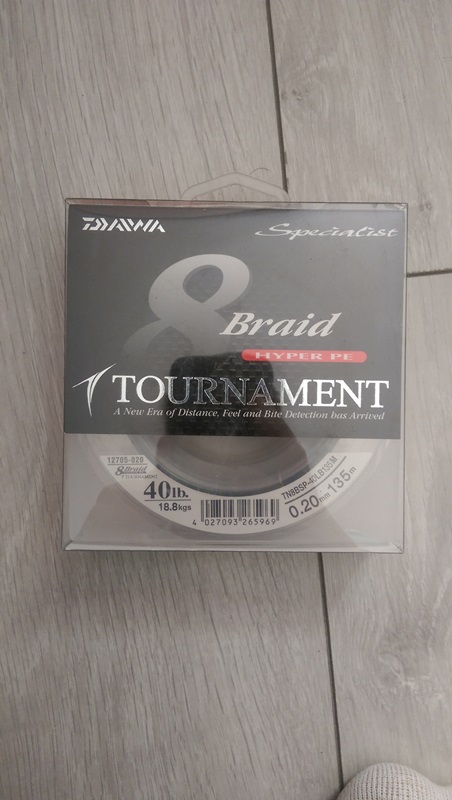 DAIWA
Specialist
8 Braid
HYPER PE
TOURNAMENT
A New Era of Distance, Feel and Bite Detection has Arrived
12705-020
8 Braid
TOURNAMENT
40lb.
18.8kgs
4 027093 265969
TN8BSP-40LB135M
0.20mm 135m